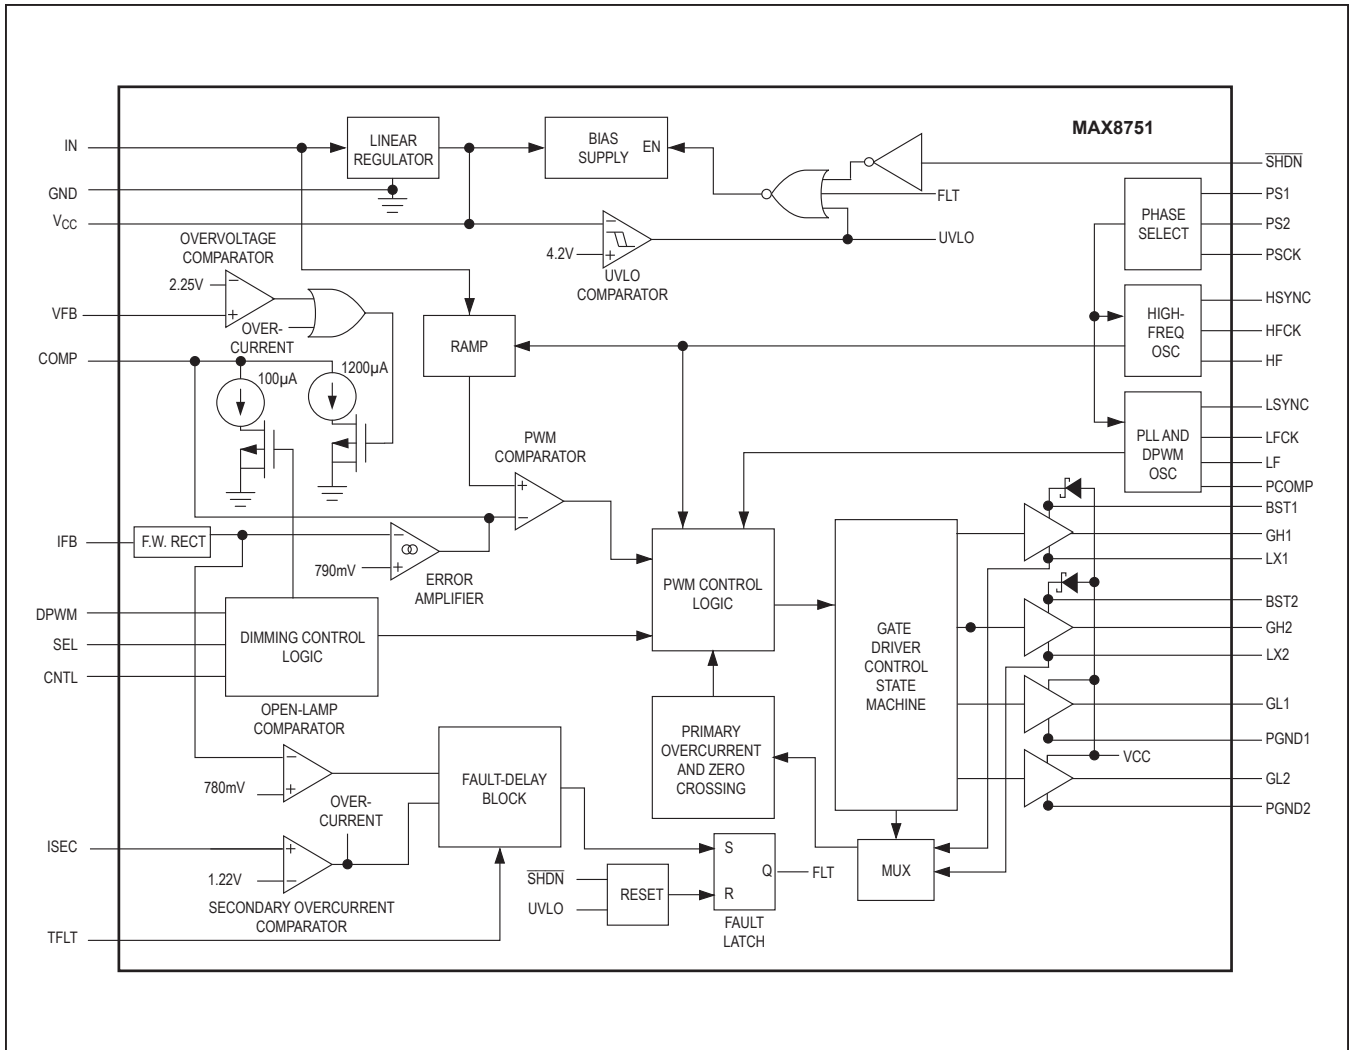 MAX8751
IN
GND
VCC
VFB
COMP
IFB
DPWM
SEL
CNTL
ISEC
TFLT
LINEAR
REGULATOR
BIAS
SUPPLY
EN
FLT
UVLO
4.2V
−
+
UVLO
COMPARATOR
OVERVOLTAGE
COMPARATOR
2.25V
−
+
OVER-
CURRENT
100µA
1200µA
RAMP
PWM
COMPARATOR
+
−
F.W. RECT
790mV
−
+
ERROR
AMPLIFIER
DIMMING CONTROL
LOGIC
OPEN-LAMP
COMPARATOR
−
+
780mV
OVER-
CURRENT
+
−
1.22V
SECONDARY OVERCURRENT
COMPARATOR
FAULT-DELAY
BLOCK
SHDN
UVLO
RESET
S
R
Q
FLT
FAULT
LATCH
PWM CONTROL
LOGIC
PRIMARY
OVERCURRENT
AND ZERO
CROSSING
GATE
DRIVER
CONTROL
STATE
MACHINE
MUX
VCC
PHASE
SELECT
HIGH-
FREQ
OSC
PLL AND
DPWM
OSC
SHDN
PS1
PS2
PSCK
HSYNC
HFCK
HF
LSYNC
LFCK
LF
PCOMP
BST1
GH1
LX1
BST2
GH2
LX2
GL1
PGND1
GL2
PGND2